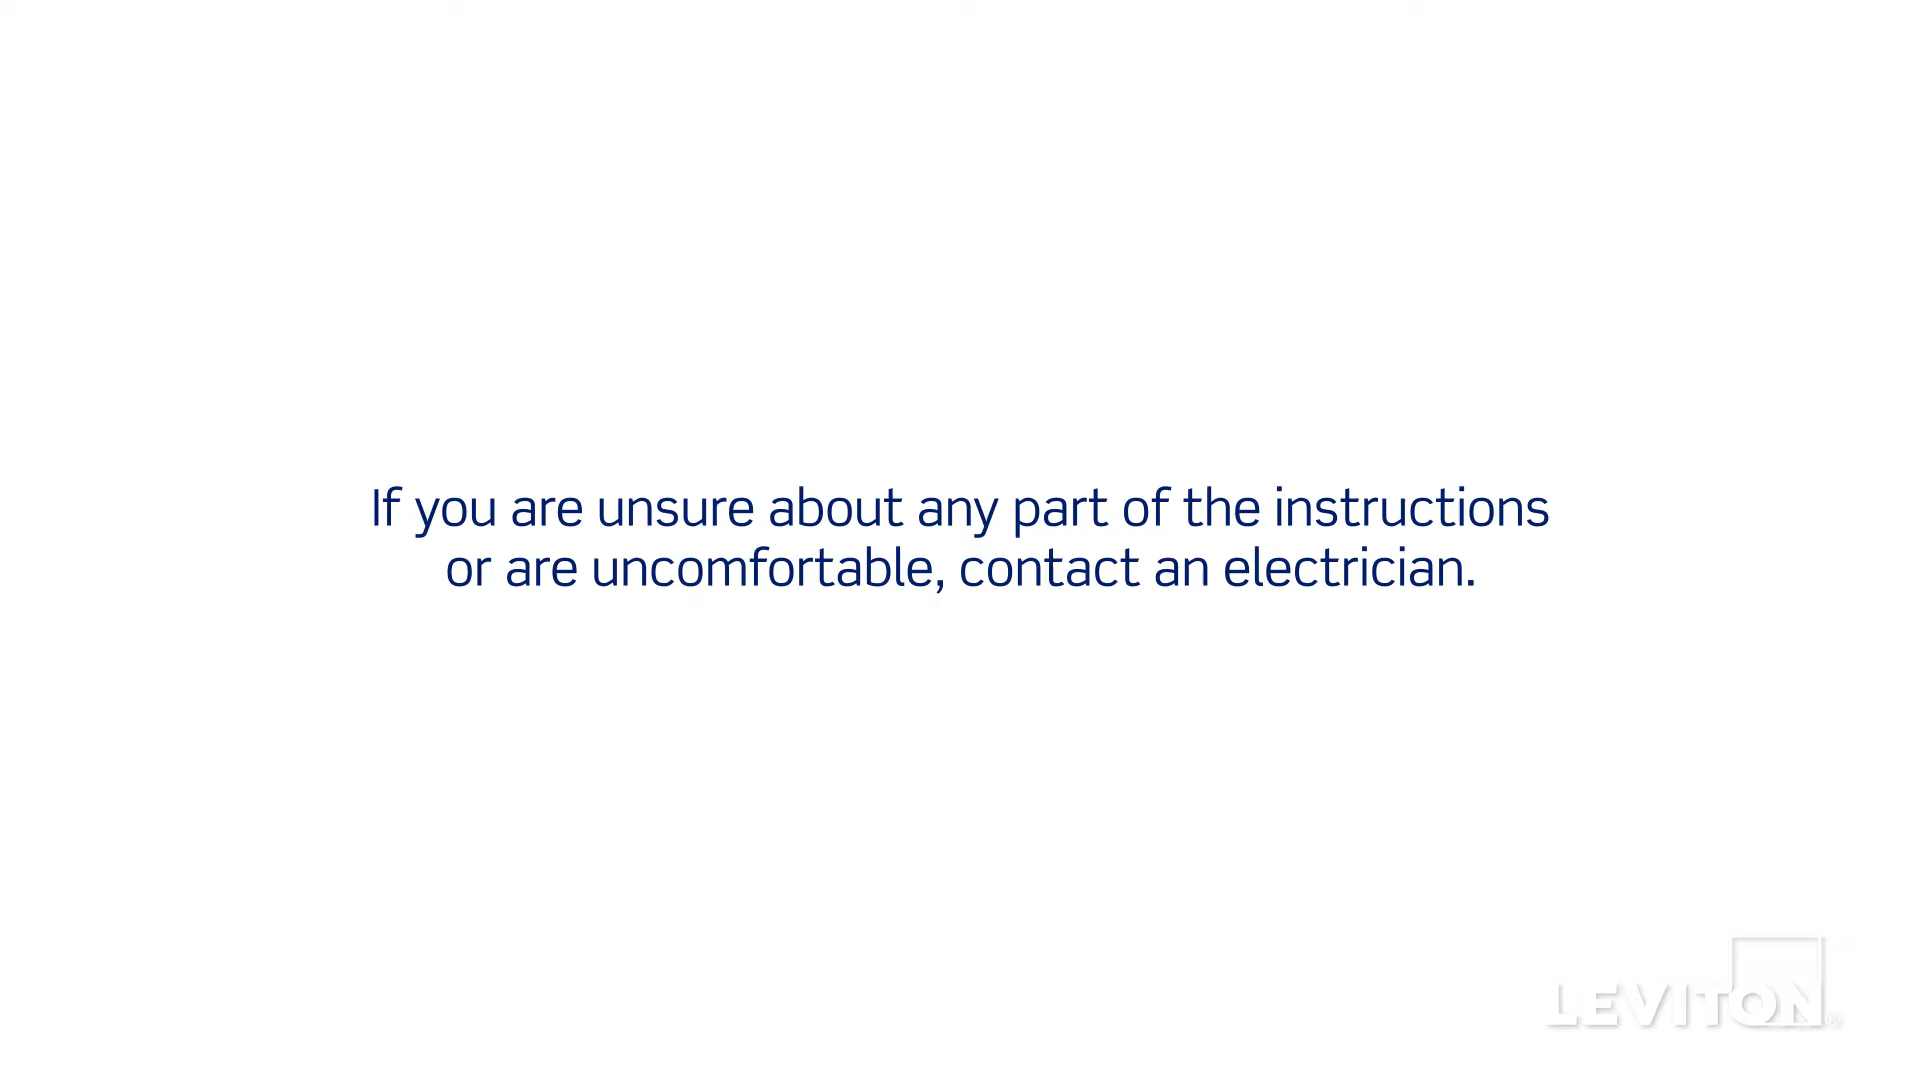 If you are unsure about any part of the instructions
or are uncomfortable, contact an electrician.
LEVITON®